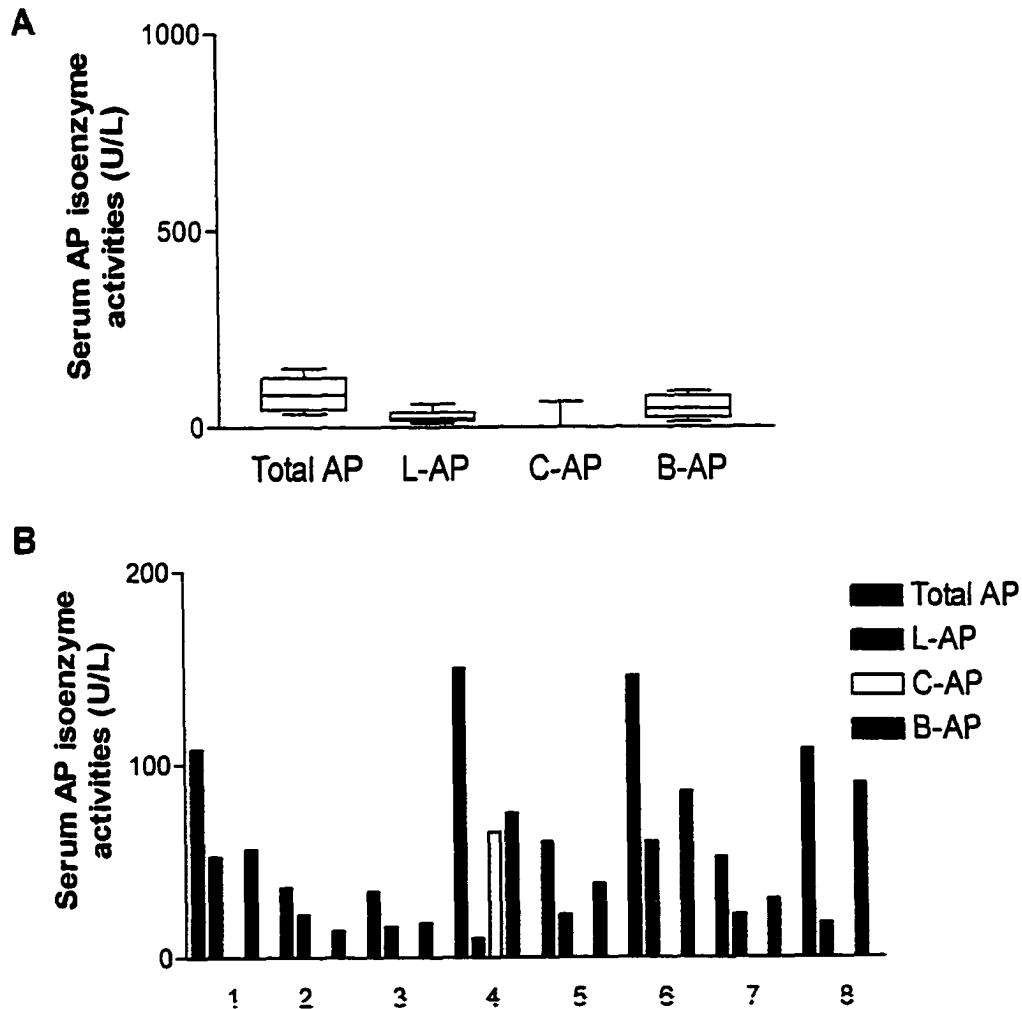 A
Serum AP isoenzyme
activities (U/L)
1000
500
0
Total AP
L-AP
C-AP
B-AP
B
Serum AP isoenzyme
activities (U/L)
200
100
0
Total AP
L-AP
C-AP
B-AP
1 2 3 4 5 6 7 8